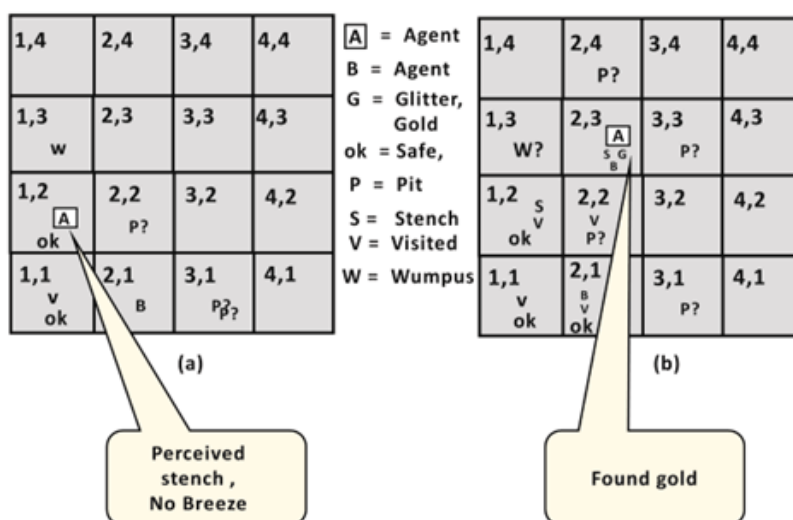 1,4 2,4 3,4 4,4
1,3 2,3 3,3 4,3
w
1,2 2,2 3,2 4,2
A P?
ok
1,1 2,1 3,1 4,1
v B P? P?
ok
(a)
Perceived
stench ,
No Breeze
A = Agent
B = Agent
G = Glitter,
Gold
ok = Safe,
P = Pit
S = Stench
V = Visited
W = Wumpus
1,4 2,4 3,4 4,4
P?
1,3 2,3 3,3 4,3
A
W? S G P?
B
1,2 2,2 3,2 4,2
S
V V
ok P?
1,1 2,1 3,1 4,1
v B P?
V
ok ok
(b)
Found gold